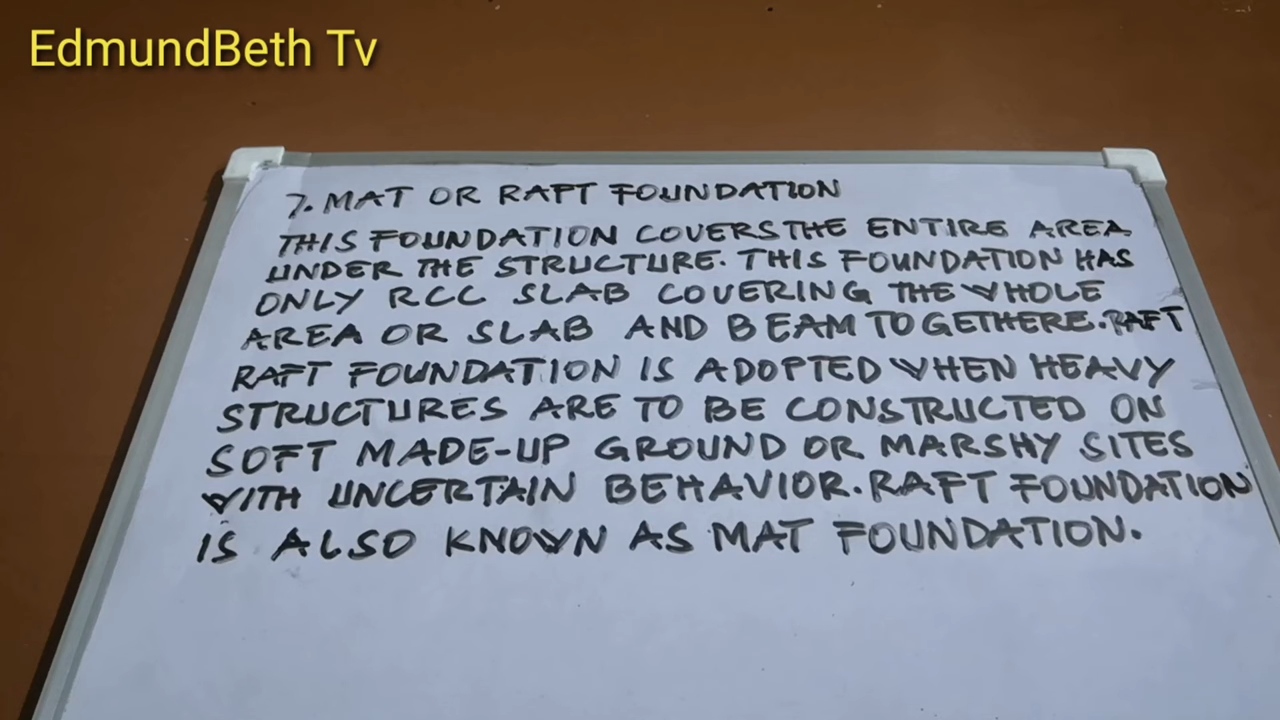 EdmundBeth Tv
7. MAT OR RAFT FOUNDATION
THIS FOUNDATION COVERS THE ENTIRE AREA
UNDER THE STRUCTURE. THIS FOUNDATION HAS
ONLY RCC SLAB COVERING THE WHOLE
AREA OR SLAB AND BEAM TOGETHERE. RAFT
RAFT FOUNDATION IS ADOPTED WHEN HEAVY
STRUCTURES ARE TO BE CONSTRUCTED ON
SOFT MADE-UP GROUND OR MARSHY SITES
WITH UNCERTAIN BEHAVIOR. RAFT FOUNDATION
IS ALSO KNOWN AS MAT FOUNDATION.